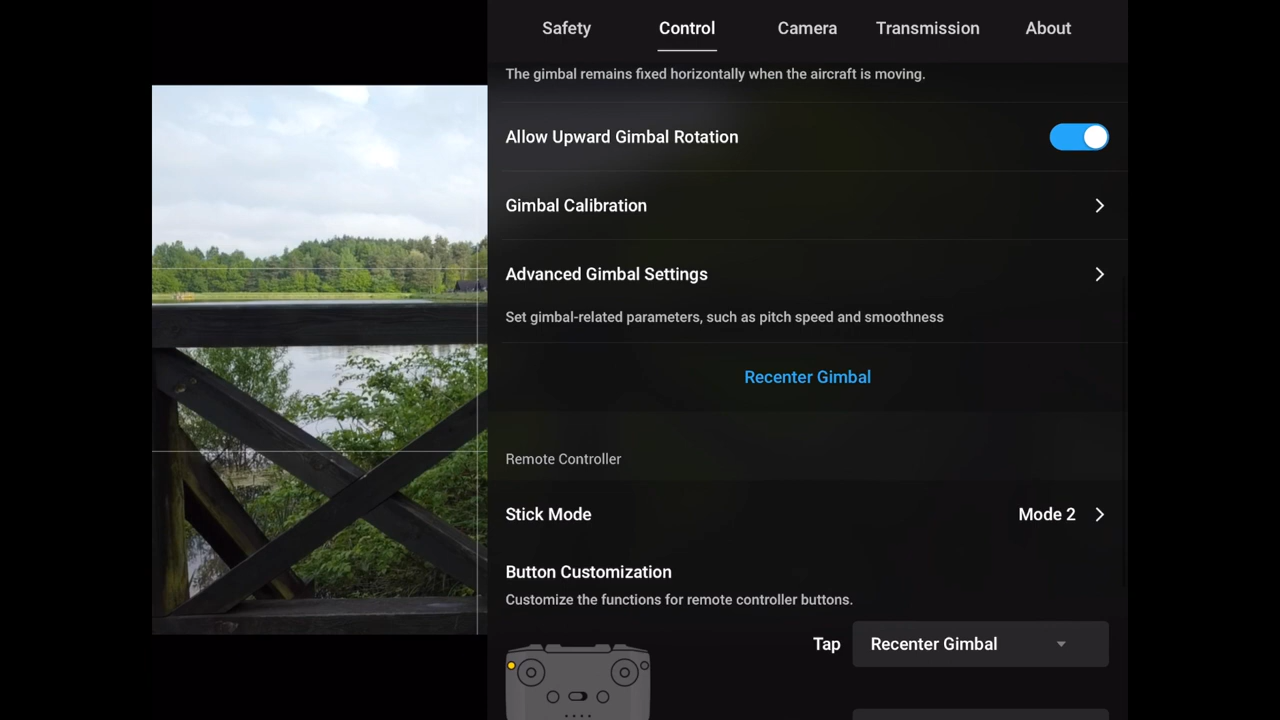 Safety Control Camera Transmission About
The gimbal remains fixed horizontally when the aircraft is moving.
Allow Upward Gimbal Rotation
Gimbal Calibration
Advanced Gimbal Settings
Set gimbal-related parameters, such as pitch speed and smoothness
Recenter Gimbal
Remote Controller
Stick Mode Mode 2
Button Customization
Customize the functions for remote controller buttons.
Tap Recenter Gimbal